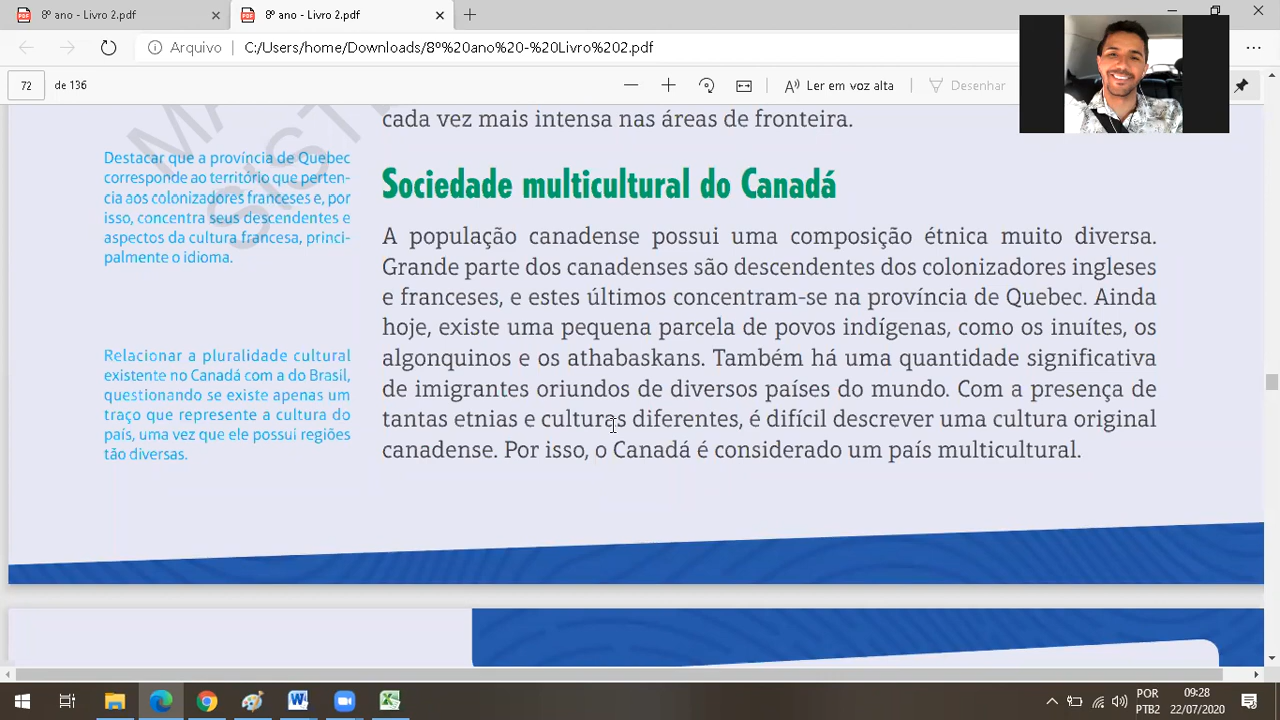 8º ano - Livro 2.pdf
8º ano - Livro 2.pdf
Arquivo
C:/Users/home/Downloads/8º%20ano%20-%20Livro%202.pdf
72
de 136
Ler em voz alta
Desenhar
MA
SIST
cada vez mais intensa nas áreas de fronteira.
Destacar que a província de Quebec
corresponde ao território que perten-
cia aos colonizadores franceses e, por
isso, concentra seus descendentes e
aspectos da cultura francesa, princi-
palmente o idioma.
Relacionar a pluralidade cultural
existente no Canadá com a do Brasil,
questionando se existe apenas um
traço que represente a cultura do
país, uma vez que ele possui regiões
tão diversas.
Sociedade multicultural do Canadá
A população canadense possui uma composição étnica muito diversa.
Grande parte dos canadenses são descendentes dos colonizadores ingleses
e franceses, e estes últimos concentram-se na província de Quebec. Ainda
hoje, existe uma pequena parcela de povos indígenas, como os inuítes, os
algonquinos e os athabaskans. Também há uma quantidade significativa
de imigrantes oriundos de diversos países do mundo. Com a presença de
tantas etnias e culturas diferentes, é difícil descrever uma cultura original
canadense. Por isso, o Canadá é considerado um país multicultural.
POR
PTB2
09:28
22/07/2020